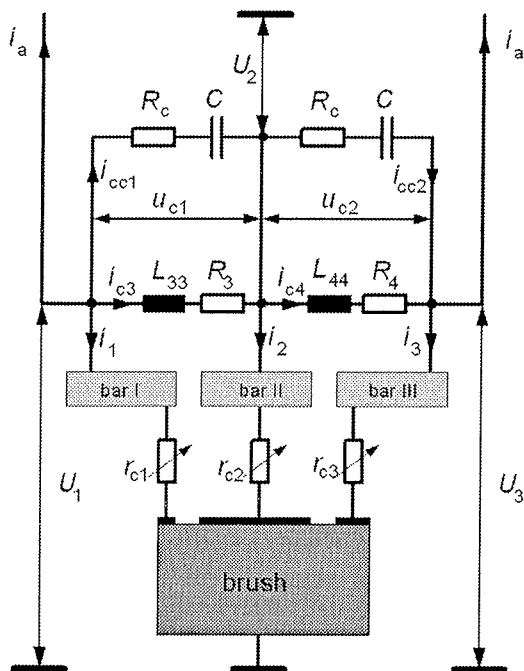 i_a U_2 i_a
R_c C R_c C
i_cc1 i_cc2
u_c1 u_c2
i_c3 L_33 R_3 i_c4 L_44 R_4
i_1 i_2 i_3
bar I bar II bar III
r_c1 r_c2 r_c3
U_1 U_3
brush